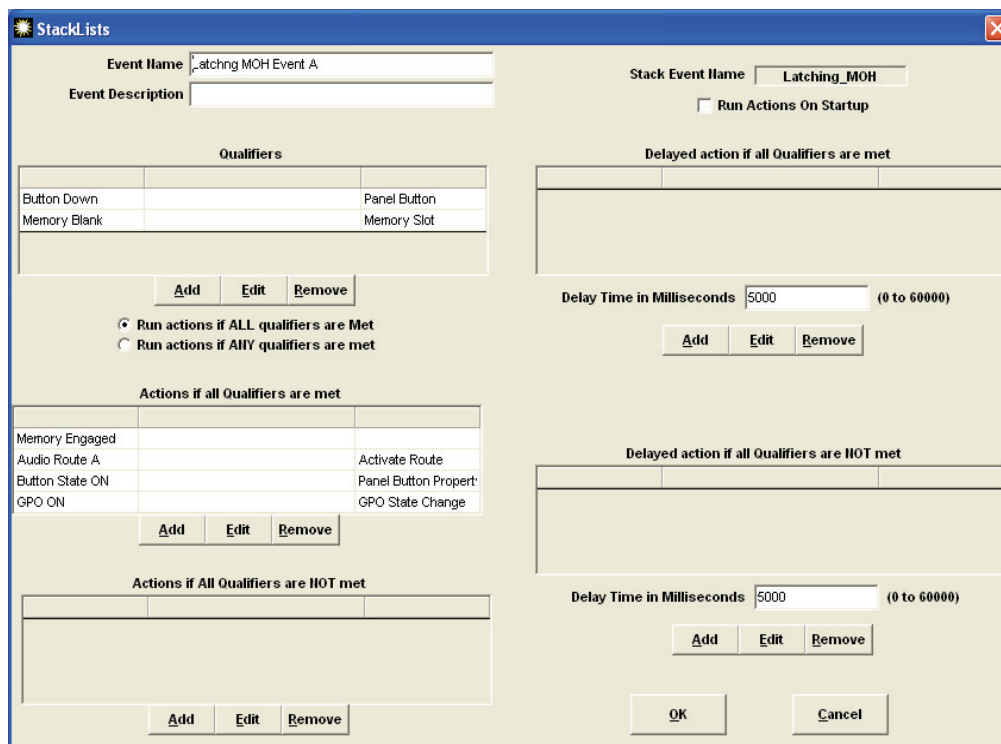 StackLists
Event Name Latchng MOH Event A
Event Description
Stack Event Name Latching_MOH
Run Actions On Startup
Qualifiers
Button Down Panel Button
Memory Blank Memory Slot
Add Edit Remove
Run actions if ALL qualifiers are Met
Run actions if ANY qualifiers are met
Actions if all Qualifiers are met
Memory Engaged
Audio Route A Activate Route
Button State ON Panel Button Propert
GPO ON GPO State Change
Add Edit Remove
Actions if All Qualifiers are NOT met
Add Edit Remove
Delayed action if all Qualifiers are met
Delay Time in Milliseconds 5000 (0 to 60000)
Add Edit Remove
Delayed action if all Qualifiers are NOT met
Delay Time in Milliseconds 5000 (0 to 60000)
Add Edit Remove
OK Cancel